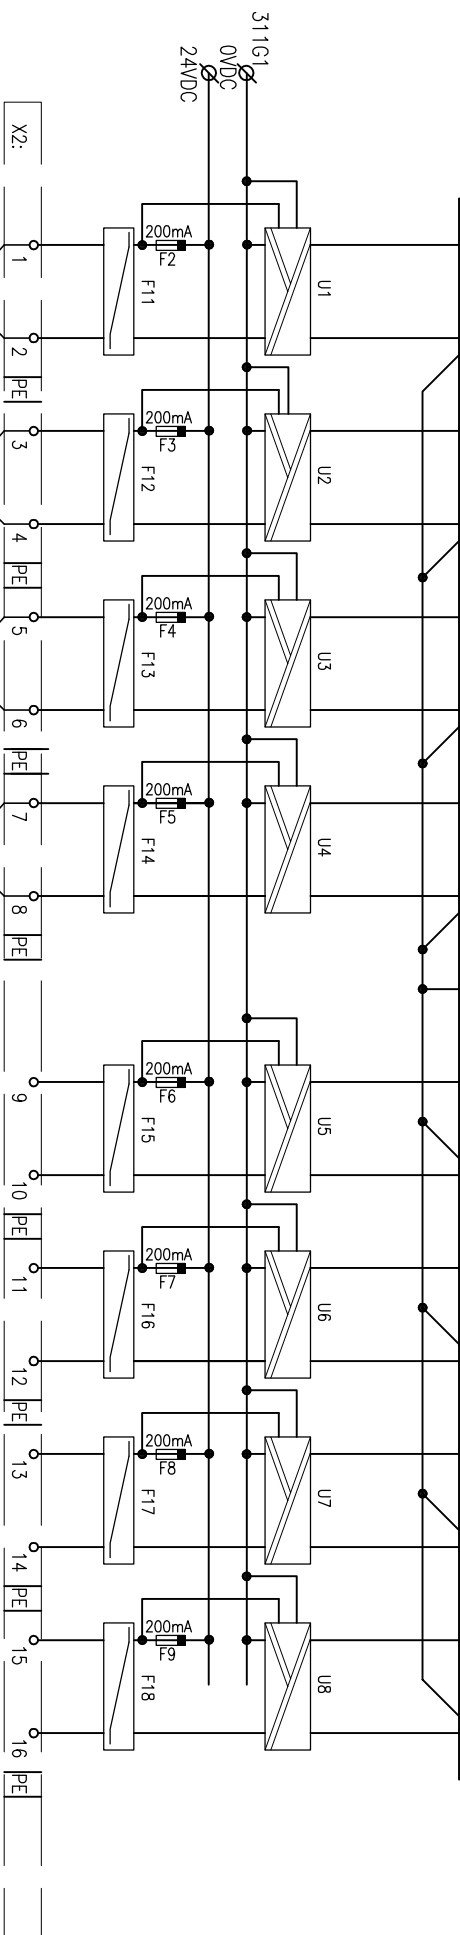 311G1
0VDC
24VDC
X2:
200mA
F2
F11
U1
1
2
PE
200mA
F3
F12
U2
3
4
PE
200mA
F4
F13
U3
5
6
PE
200mA
F5
F14
U4
7
8
PE
200mA
F6
F15
U5
9
10
PE
200mA
F7
F16
U6
11
12
PE
200mA
F8
F17
U7
13
14
PE
200mA
F9
F18
U8
15
16
PE